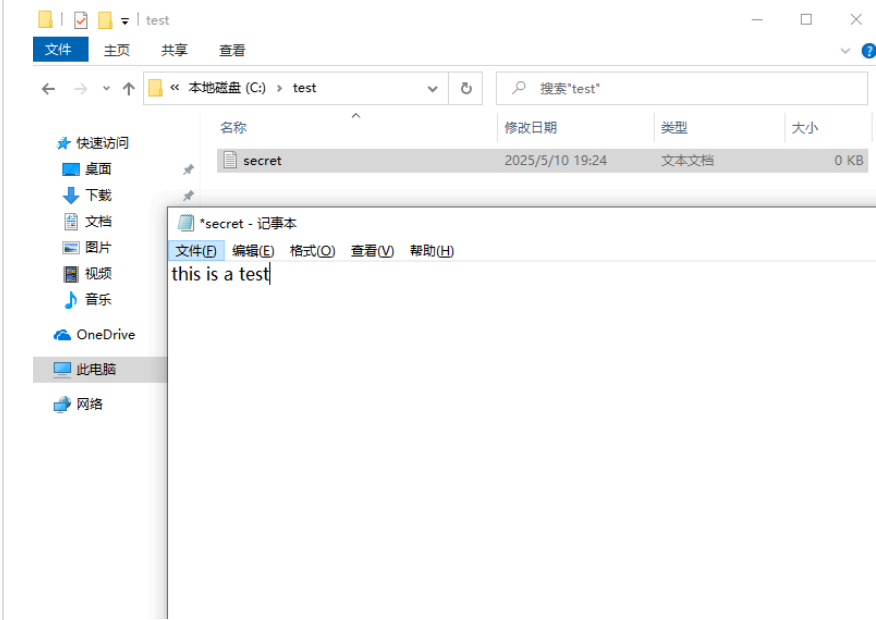 test
文件 主页 共享 查看
« 本地磁盘 (C:) › test 搜索"test"
名称 修改日期 类型 大小
secret 2025/5/10 19:24 文本文档 0 KB
快速访问
桌面
下载
文档
图片
视频
音乐
OneDrive
此电脑
网络
*secret - 记事本
文件(F) 编辑(E) 格式(O) 查看(V) 帮助(H)
this is a test